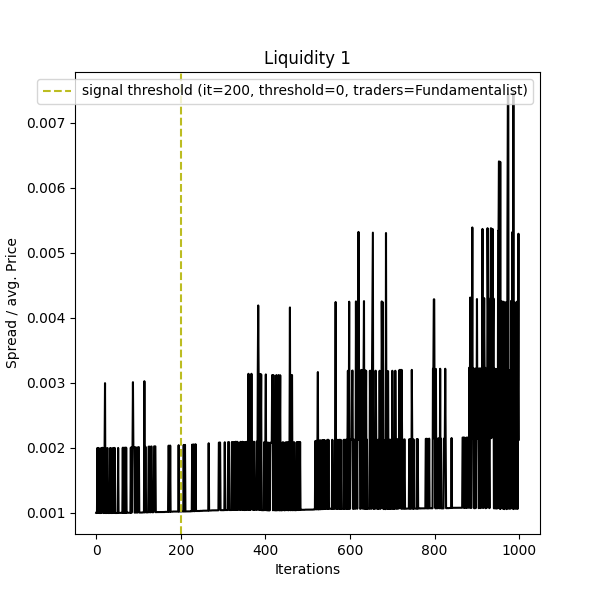 Liquidity 1
signal threshold (it=200, threshold=0, traders=Fundamentalist)
Spread / avg. Price
0.007
0.006
0.005
0.004
0.003
0.002
0.001
0 200 400 600 800 1000
Iterations